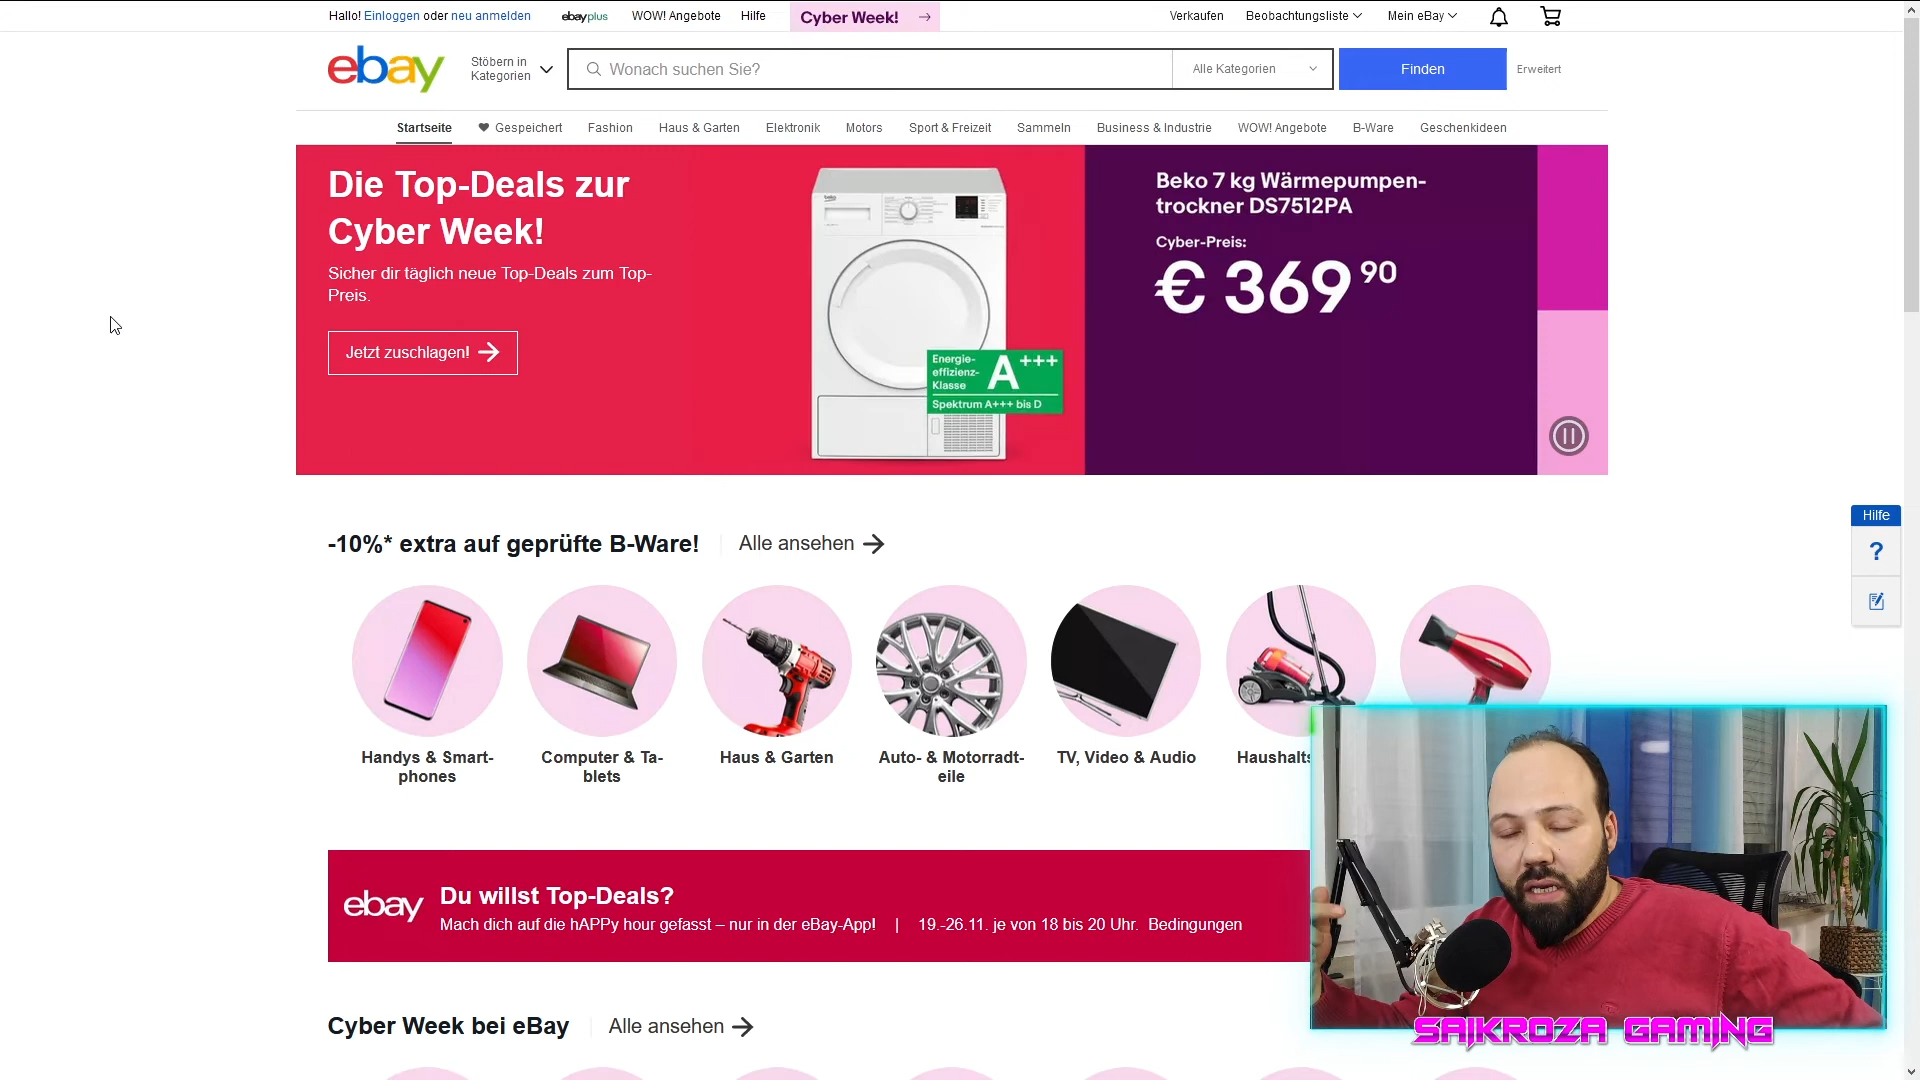 Hallo! Einloggen oder neu anmelden
ebayplus
WOW! Angebote
Hilfe
Cyber Week!
Verkaufen
Beobachtungsliste
Mein eBay
ebay
Stöbern in
Kategorien
Wonach suchen Sie?
Alle Kategorien
Finden
Erweitert
Startseite
Gespeichert
Fashion
Haus & Garten
Elektronik
Motors
Sport & Freizeit
Sammeln
Business & Industrie
WOW! Angebote
B-Ware
Geschenkideen
Die Top-Deals zur
Cyber Week!
Sicher dir täglich neue Top-Deals zum Top-
Preis.
Jetzt zuschlagen!
beko
Energie-
effizienz-
Klasse
A+++
Spektrum A+++ bis D
Beko 7 kg Wärmepumpen-
trockner DS7512PA
Cyber-Preis:
€ 369 90
-10%* extra auf geprüfte B-Ware!
Alle ansehen
Hilfe
?
Handys & Smart-
phones
Computer & Ta-
blets
Haus & Garten
Auto- & Motorradt-
eile
TV, Video & Audio
Haushalts
ebay
Du willst Top-Deals?
Mach dich auf die hAPPy hour gefasst – nur in der eBay-App! | 19.-26.11. je von 18 bis 20 Uhr. Bedingungen
Cyber Week bei eBay
Alle ansehen
SAIKROZA GAMING